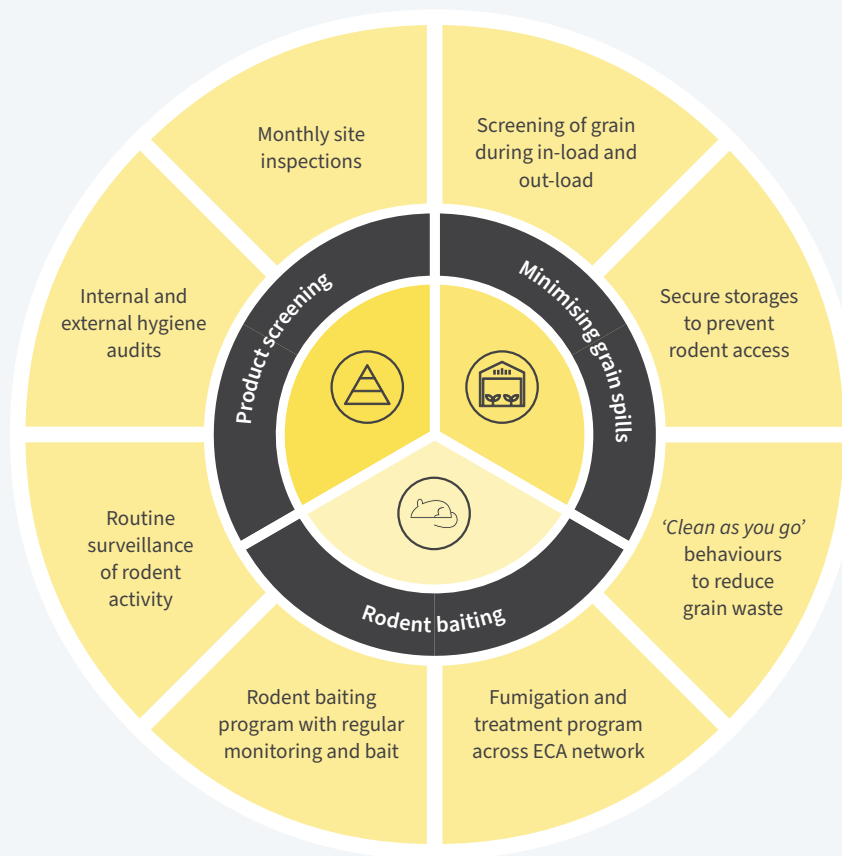 Monthly site
inspections
Screening of grain
during in-load and
out-load
Internal and
external hygiene
audits
Product screening
Minimising grain spills
Secure storages
to prevent
rodent access
Routine
surveillance
of rodent
activity
‘Clean as you go’
behaviours
to reduce
grain waste
Rodent baiting
Rodent baiting
program with regular
monitoring and bait
Fumigation and
treatment program
across ECA network